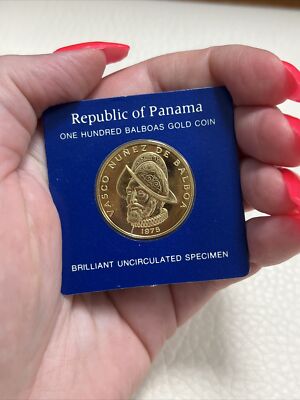 Republic of Panama
ONE HUNDRED BALBOAS GOLD COIN
VASCO NUÑEZ DE BALBOA
1975
BRILLIANT UNCIRCULATED SPECIMEN